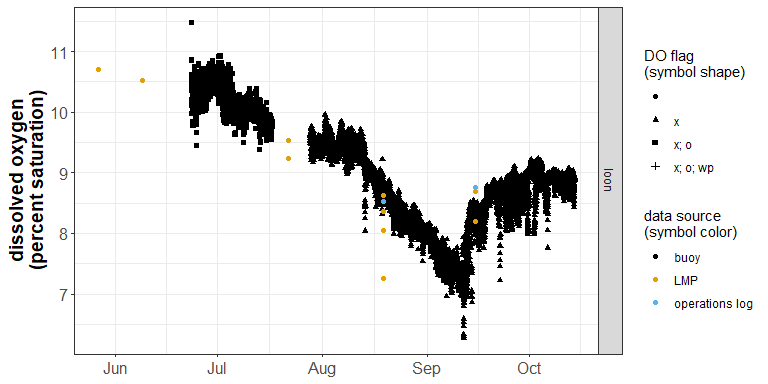 dissolved oxygen
(percent saturation)
11
10
9
8
7
Jun
Jul
Aug
Sep
Oct
loon
DO flag
(symbol shape)
x
x; o
x; o; wp
data source
(symbol color)
buoy
LMP
operations log